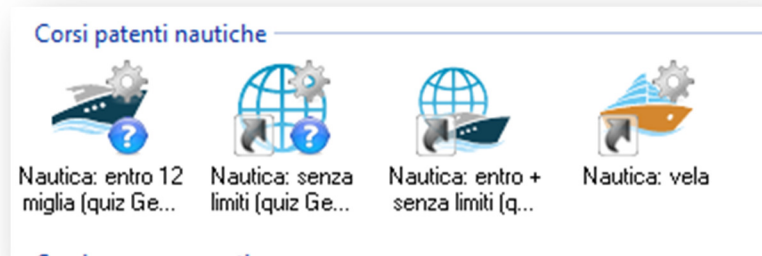 Corsi patenti nautiche
Nautica: entro 12
miglia (quiz Ge...
Nautica: senza
limiti (quiz Ge...
Nautica: entro +
senza limiti (q...
Nautica: vela